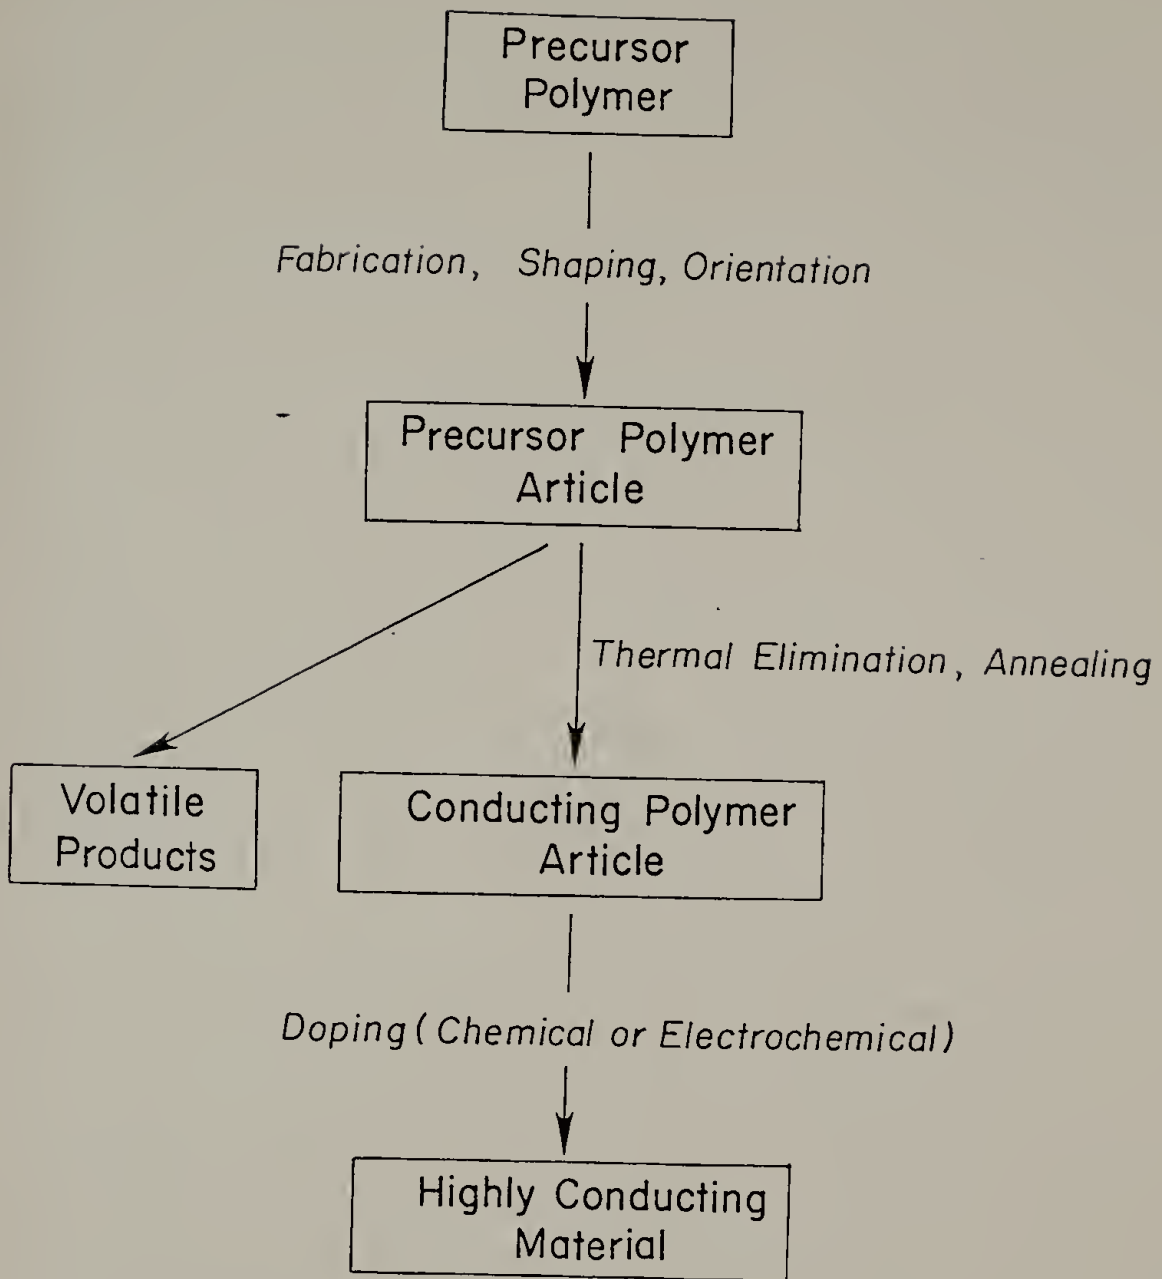 Precursor
Polymer
Fabrication, Shaping, Orientation
Precursor Polymer
Article
Thermal Elimination, Annealing
Volatile
Products
Conducting Polymer
Article
Doping (Chemical or Electrochemical)
Highly Conducting
Material